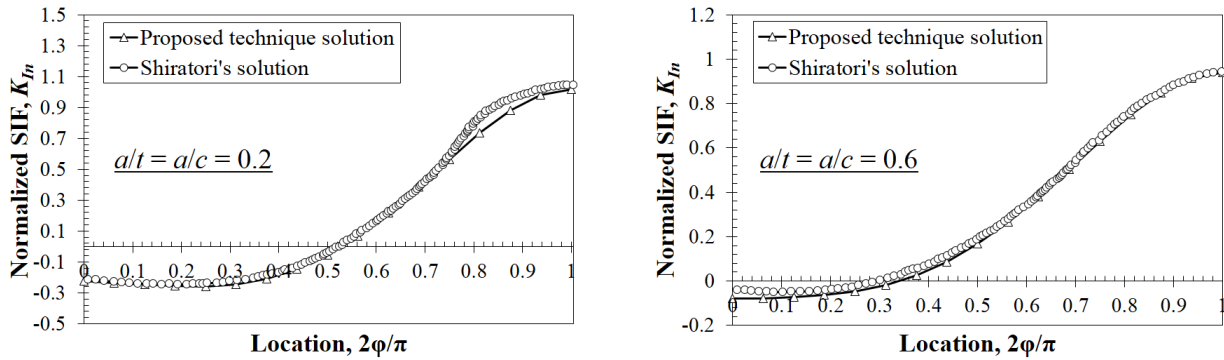 1.5
1.3
1.1
0.9
0.7
0.5
0.3
0.1
-0.1
-0.3
-0.5
Normalized SIF, K_In
Proposed technique solution
Shiratori's solution
a/t = a/c = 0.2
0 0.1 0.2 0.3 0.4 0.5 0.6 0.7 0.8 0.9 1
Location, 2φ/π
1.2
1
0.8
0.6
0.4
0.2
0
-0.2
Normalized SIF, K_In
Proposed technique solution
Shiratori's solution
a/t = a/c = 0.6
0 0.1 0.2 0.3 0.4 0.5 0.6 0.7 0.8 0.9 1
Location, 2φ/π